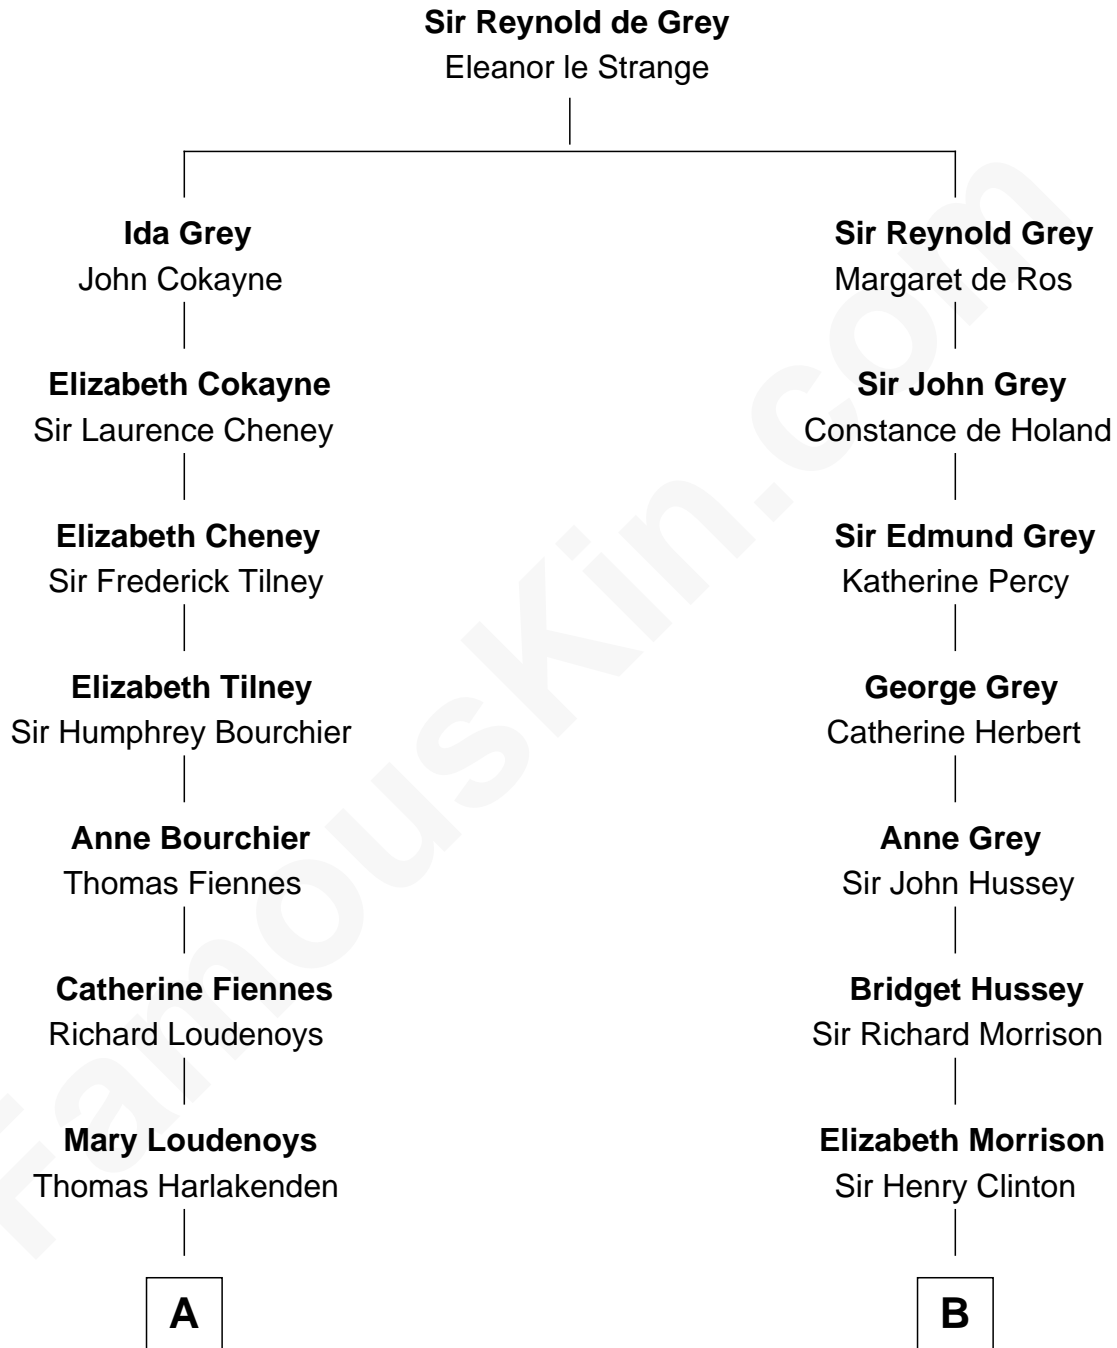 Sir Reynold de Grey
Eleanor le Strange
Ida Grey
John Cokayne
Sir Reynold Grey
Margaret de Ros
Elizabeth Cokayne
Sir Laurence Cheney
Sir John Grey
Constance de Holand
Elizabeth Cheney
Sir Frederick Tilney
Sir Edmund Grey
Katherine Percy
Elizabeth Tilney
Sir Humphrey Bourchier
George Grey
Catherine Herbert
Anne Bourchier
Thomas Fiennes
Anne Grey
Sir John Hussey
Catherine Fiennes
Richard Loudenoys
Bridget Hussey
Sir Richard Morrison
Mary Loudenoys
Thomas Harlakenden
Elizabeth Morrison
Sir Henry Clinton
A
B
FamousKin.com